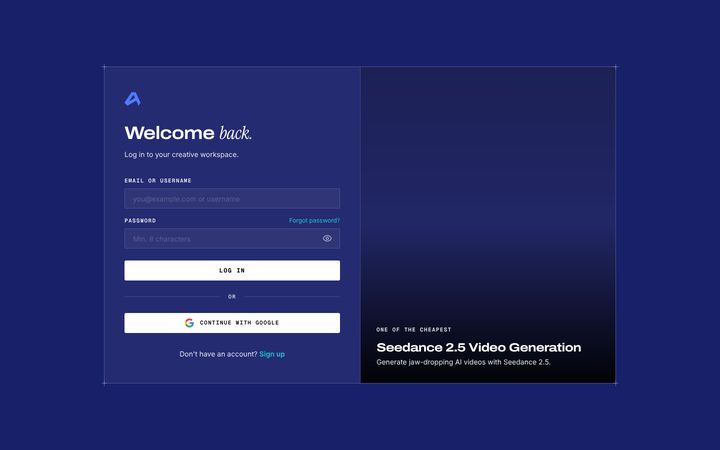 Welcome back.
Log in to your creative workspace.
EMAIL OR USERNAME
you@example.com or username
PASSWORD
Forgot password?
Min. 8 characters
LOG IN
OR
CONTINUE WITH GOOGLE
Don't have an account? Sign up
ONE OF THE CHEAPEST
Seedance 2.5 Video Generation
Generate jaw-dropping AI videos with Seedance 2.5.